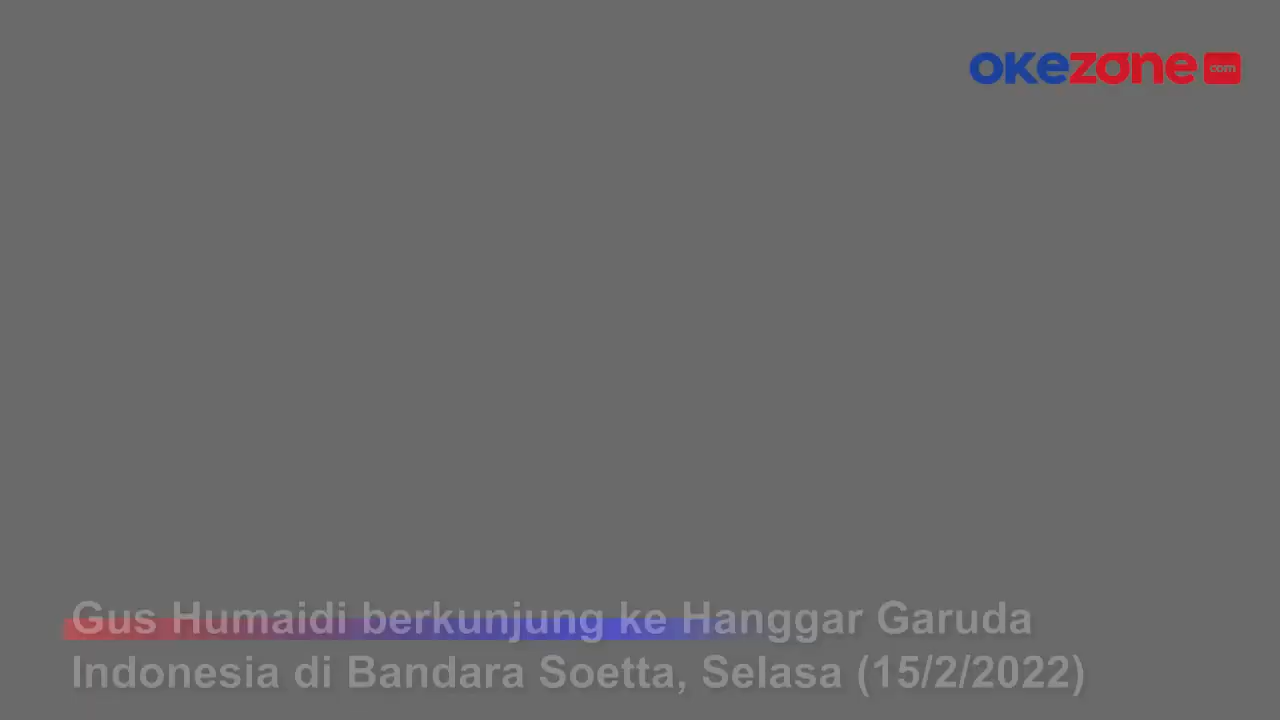 okezone.com
Gus Humaidi berkunjung ke Hanggar Garuda
Indonesia di Bandara Soetta, Selasa (15/2/2022)